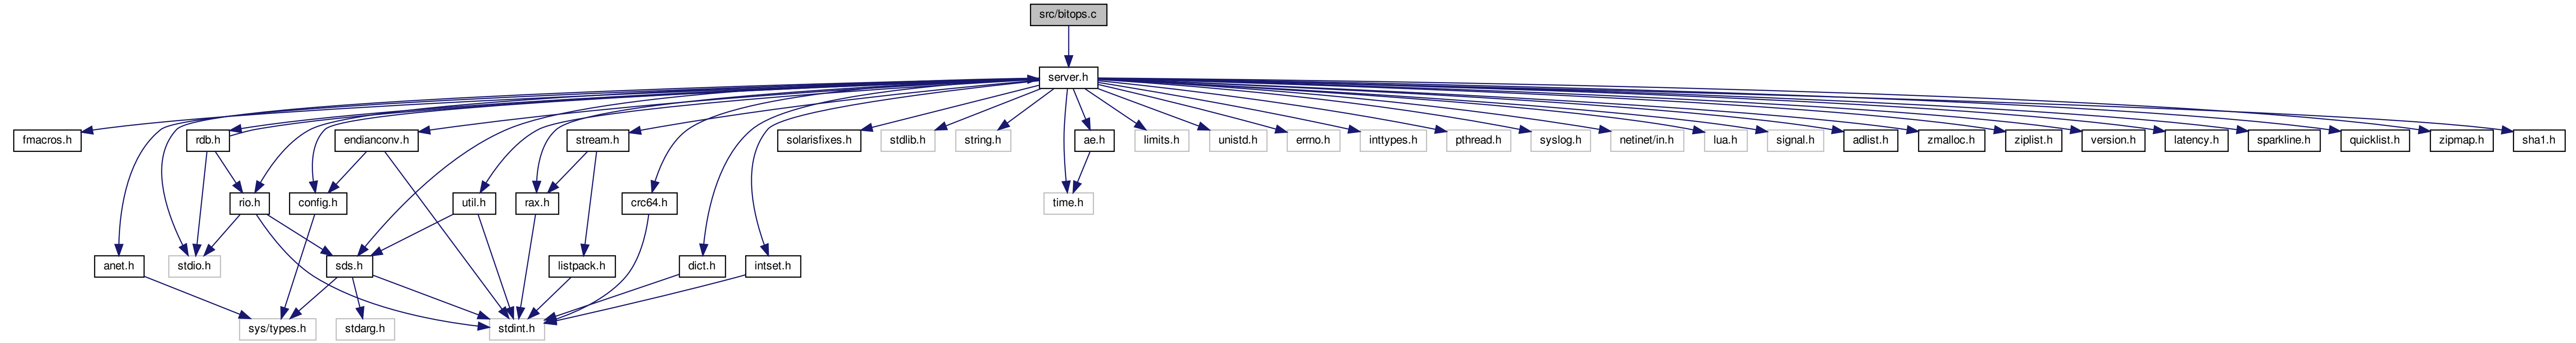 src/bitops.c
server.h
fmacros.h
rdb.h
endianconv.h
stream.h
solarisfixes.h
stdlib.h
string.h
ae.h
limits.h
unistd.h
errno.h
inttypes.h
pthread.h
syslog.h
netinet/in.h
lua.h
signal.h
adlist.h
zmalloc.h
ziplist.h
version.h
latency.h
sparkline.h
quicklist.h
zipmap.h
sha1.h
rio.h
config.h
util.h
rax.h
crc64.h
time.h
anet.h
stdio.h
sds.h
listpack.h
dict.h
intset.h
sys/types.h
stdarg.h
stdint.h